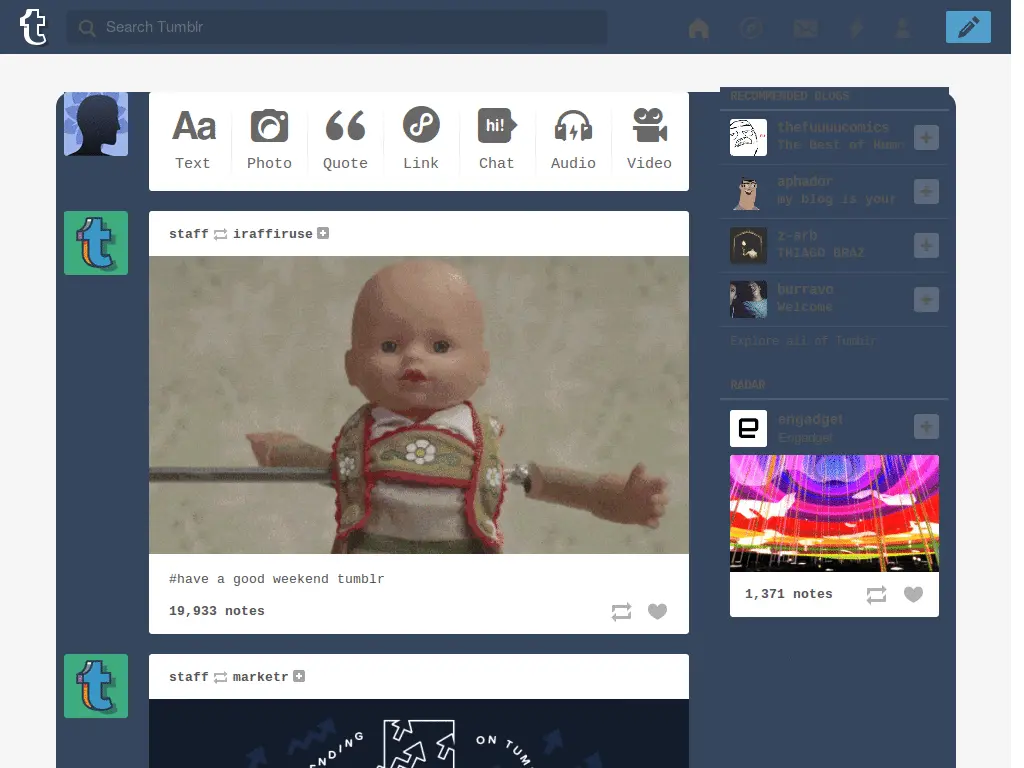 Search Tumblr
Aa
Text
Photo
Quote
Link
hi!
Chat
Audio
Video
RECOMMENDED BLOGS
thefuuuucomics
The Best of Humo
aphador
my blog is your
z-arb
THIAGO GRAZ
burravo
Welcome
Explore all of Tumblr
RADAR
engadget
Engadget
1,371 notes
staff iraffiruse
#have a good weekend tumblr
19,933 notes
staff marketr
ENDING ON TUM